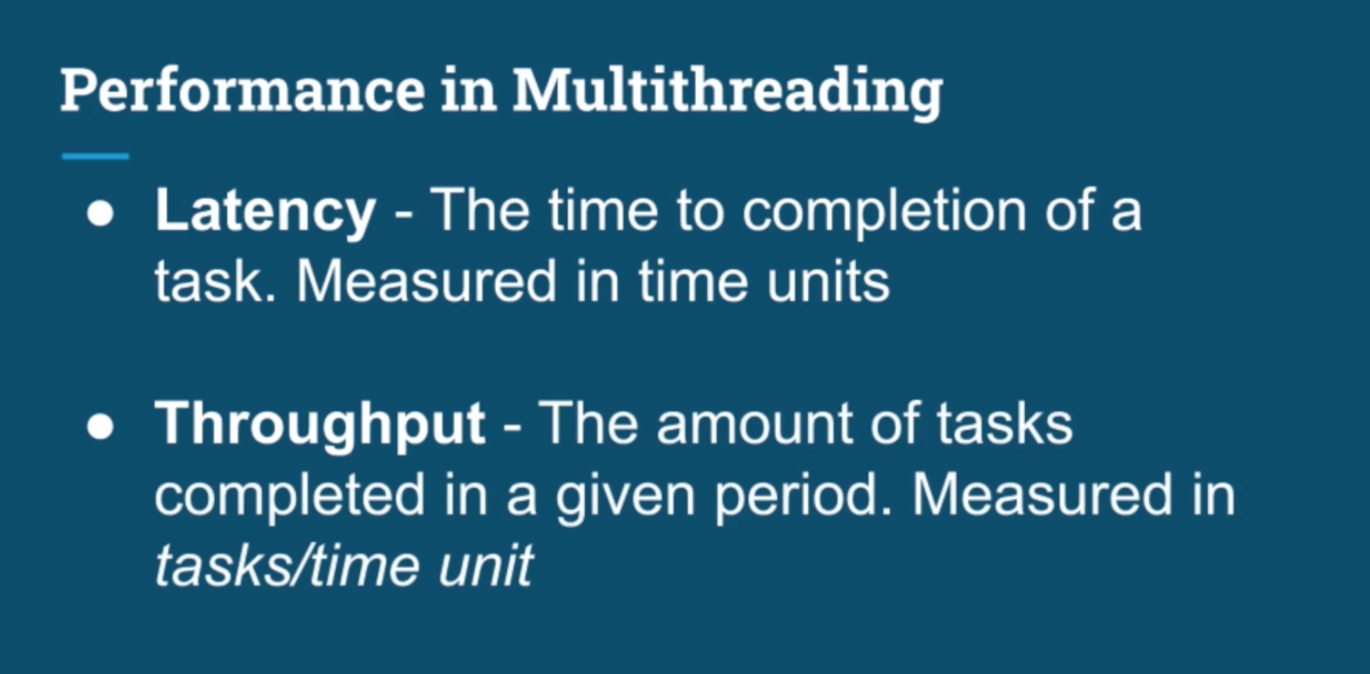 Performance in Multithreading
● Latency - The time to completion of a
task. Measured in time units
● Throughput - The amount of tasks
completed in a given period. Measured in
tasks/time unit